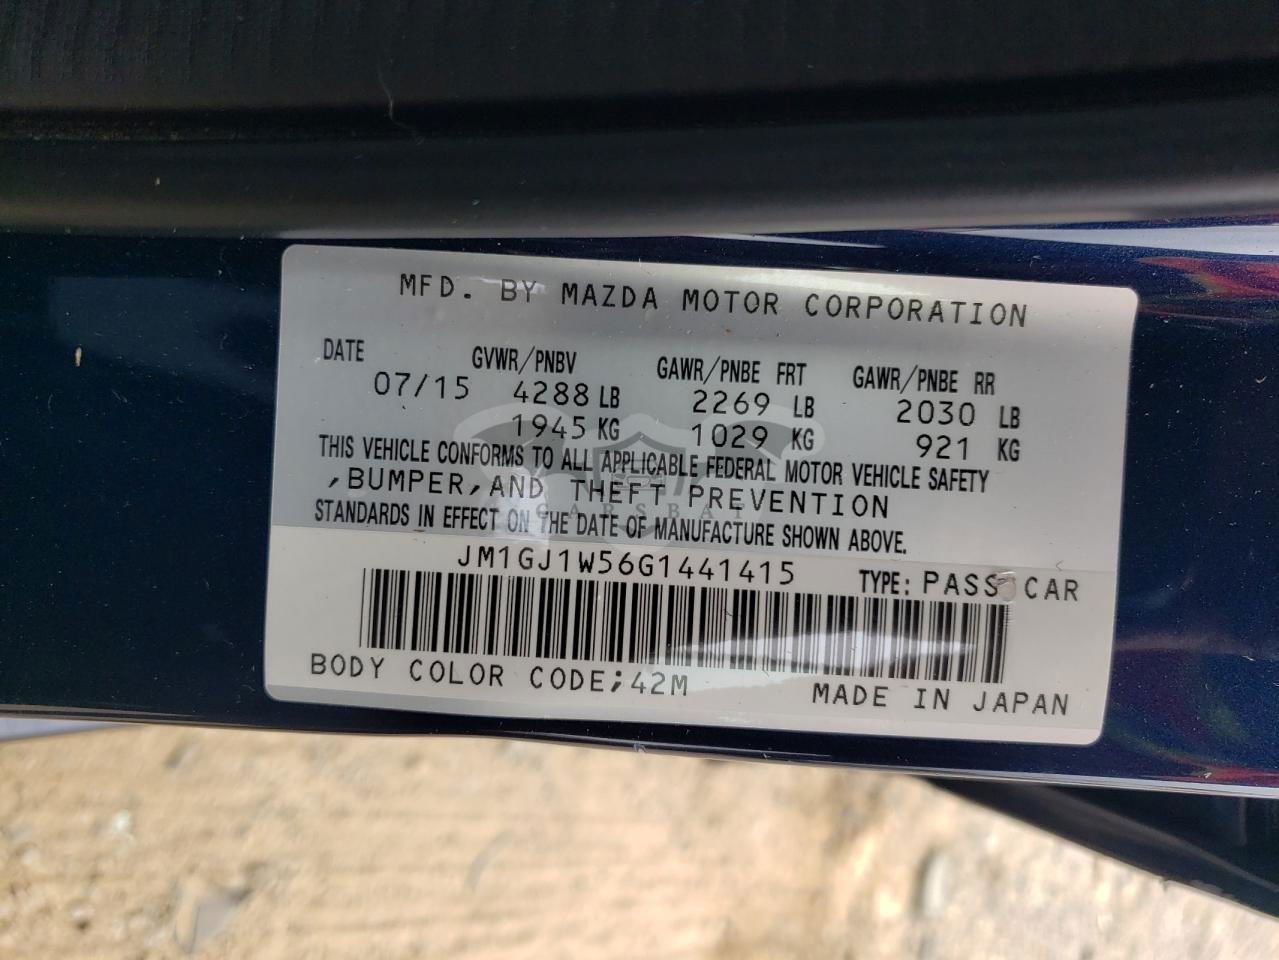 MFD. BY MAZDA MOTOR CORPORATION
DATE GVWR/PNBV GAWR/PNBE FRT GAWR/PNBE RR
07/15 4288 LB 2269 LB 2030 LB
1945 KG 1029 KG 921 KG
THIS VEHICLE CONFORMS TO ALL APPLICABLE FEDERAL MOTOR VEHICLE SAFETY
,BUMPER,AND THEFT PREVENTION
CARSBAT
STANDARDS IN EFFECT ON THE DATE OF MANUFACTURE SHOWN ABOVE.
JM1GJ1W56G1441415 TYPE: PASS CAR
BODY COLOR CODE;42M MADE IN JAPAN